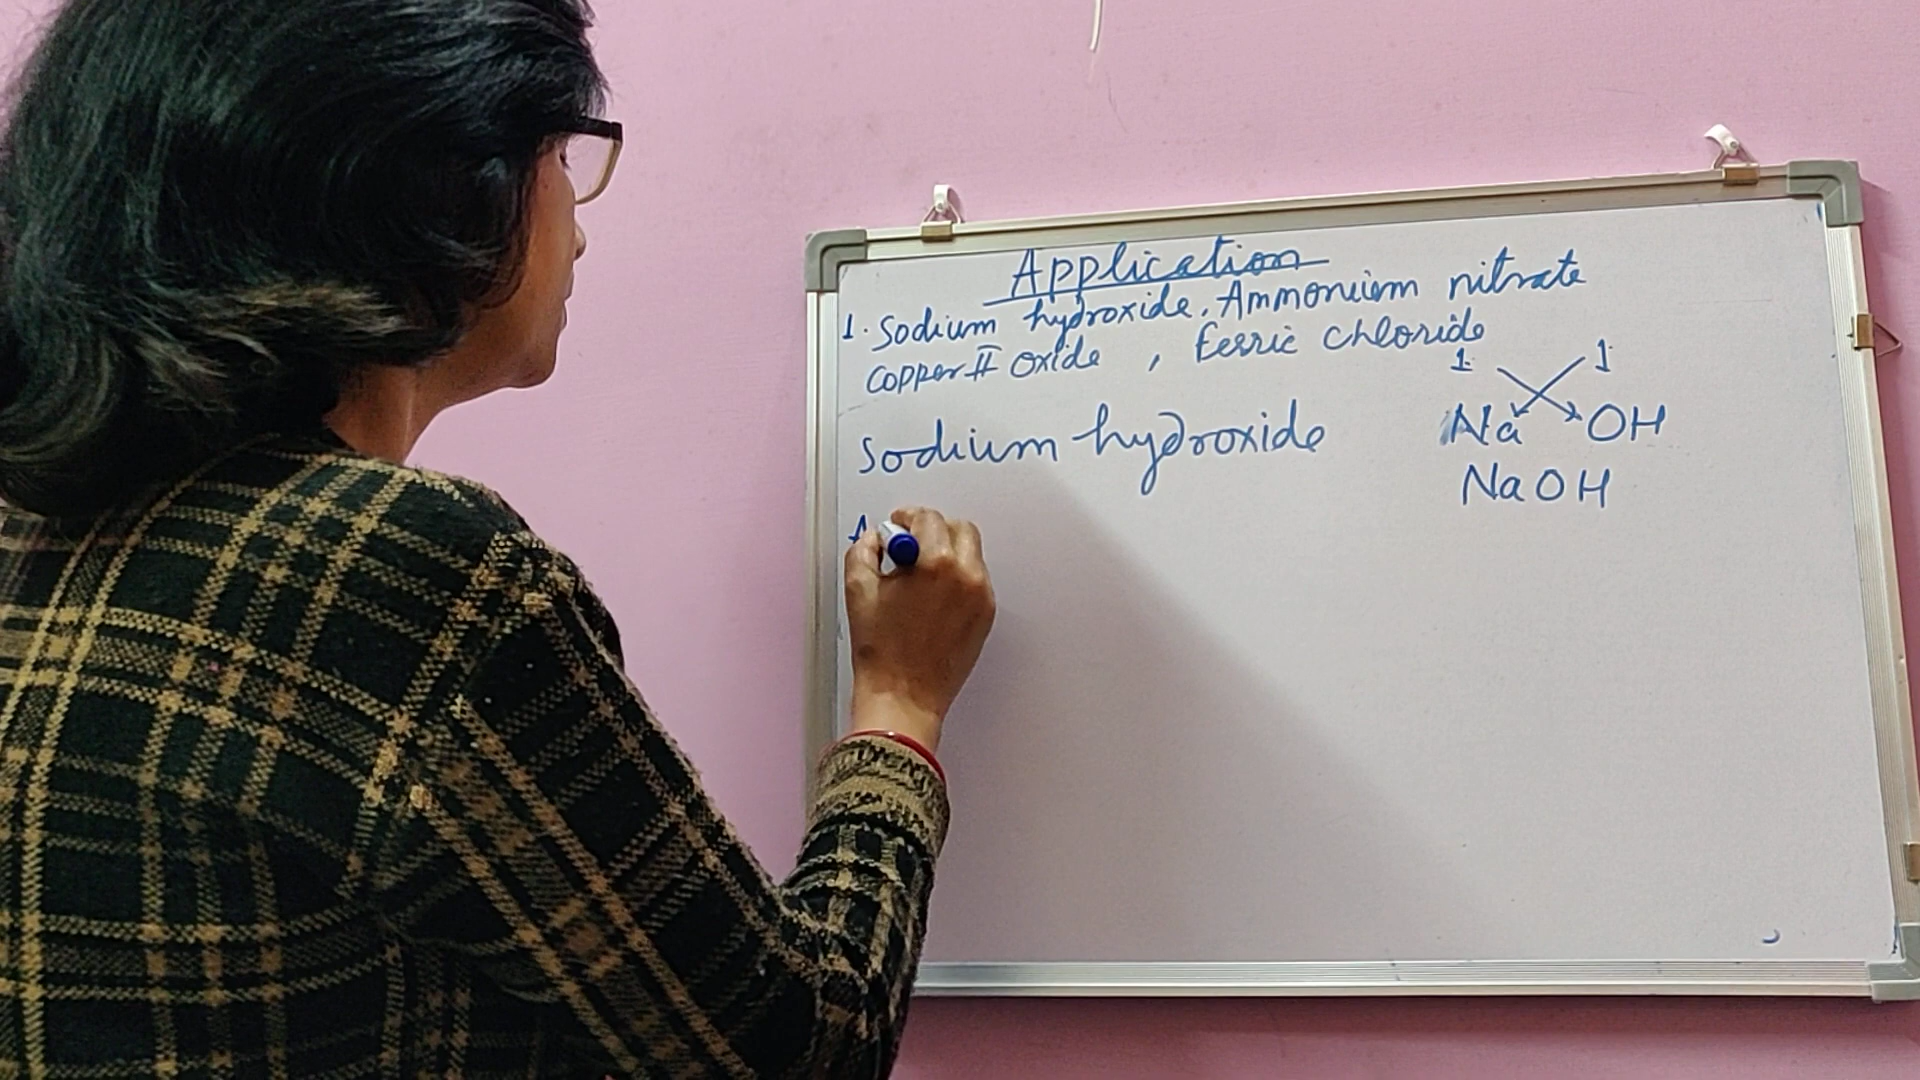 Application
1. Sodium hydroxide, Ammonium nitrate
Copper II Oxide , Ferric Chloride
Sodium hydroxide
1 1
Na OH
NaOH
A